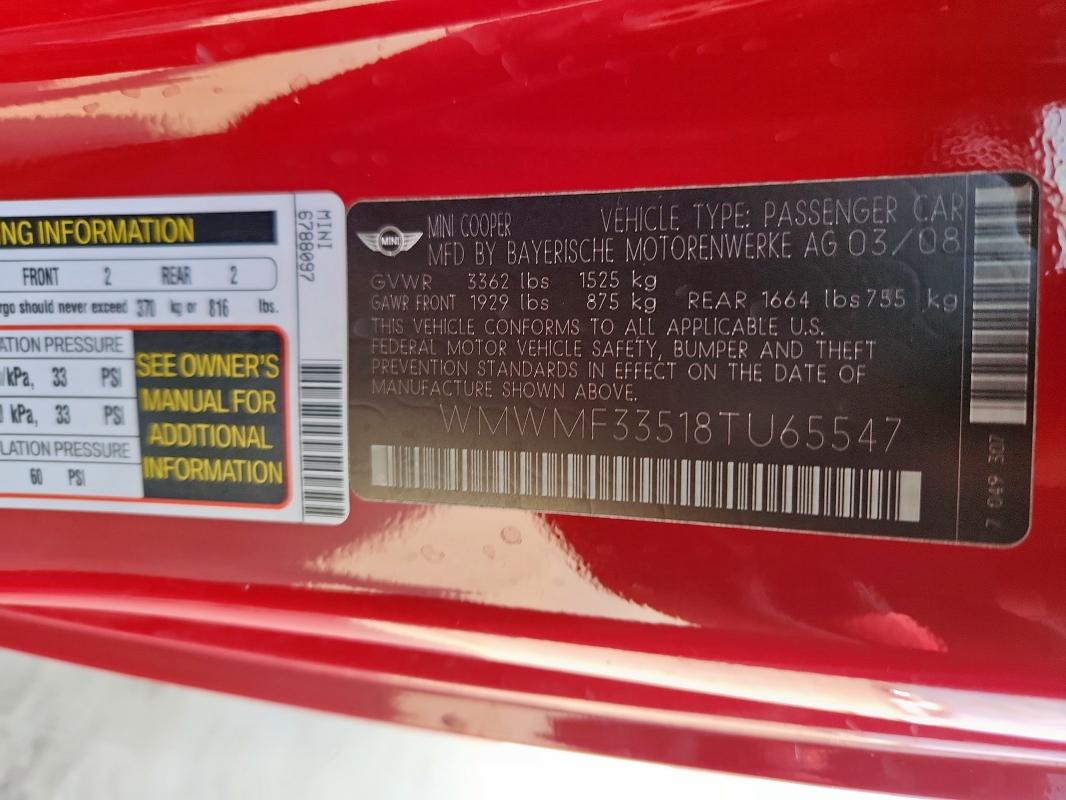 NG INFORMATION
FRONT 2 REAR 2
rgo should never exceed 370 kg or 816 lbs.
ATION PRESSURE
/kPa, 33 PSI
kPa, 33 PSI
LATION PRESSURE
60 PSI
SEE OWNER'S
MANUAL FOR
ADDITIONAL
INFORMATION
MINI
6788097
MINI
MINI COOPER VEHICLE TYPE: PASSENGER CAR
MFD BY BAYERISCHE MOTORENWERKE AG 03/08
GVWR 3362 lbs 1525 kg
GAWR FRONT 1929 lbs 875 kg REAR 1664 lbs 755 kg
THIS VEHICLE CONFORMS TO ALL APPLICABLE U.S.
FEDERAL MOTOR VEHICLE SAFETY, BUMPER AND THEFT
PREVENTION STANDARDS IN EFFECT ON THE DATE OF
MANUFACTURE SHOWN ABOVE.
WMWMF33518TU65547
7 049 307